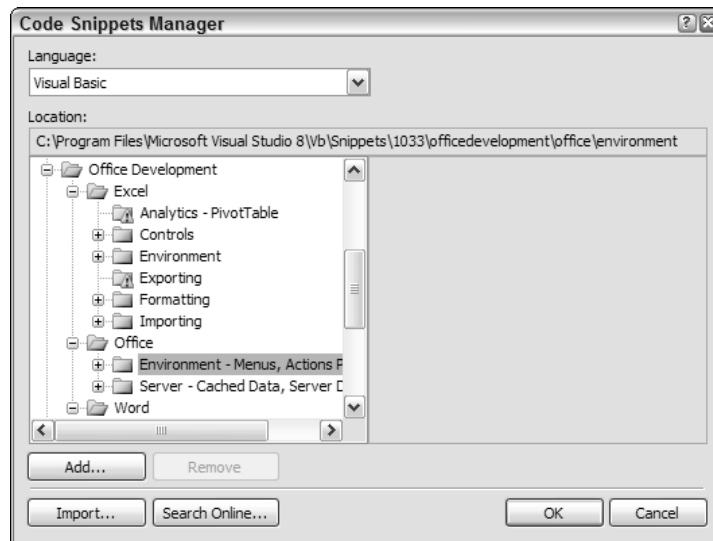 Code Snippets Manager
Language:
Visual Basic
Location:
C:\Program Files\Microsoft Visual Studio 8\Vb\Snippets\1033\officedevelopment\office\environment
Office Development
Excel
Analytics - PivotTable
Controls
Environment
Exporting
Formatting
Importing
Office
Environment - Menus, Actions P
Server - Cached Data, Server D
Word
Add... Remove
Import... Search Online... OK Cancel